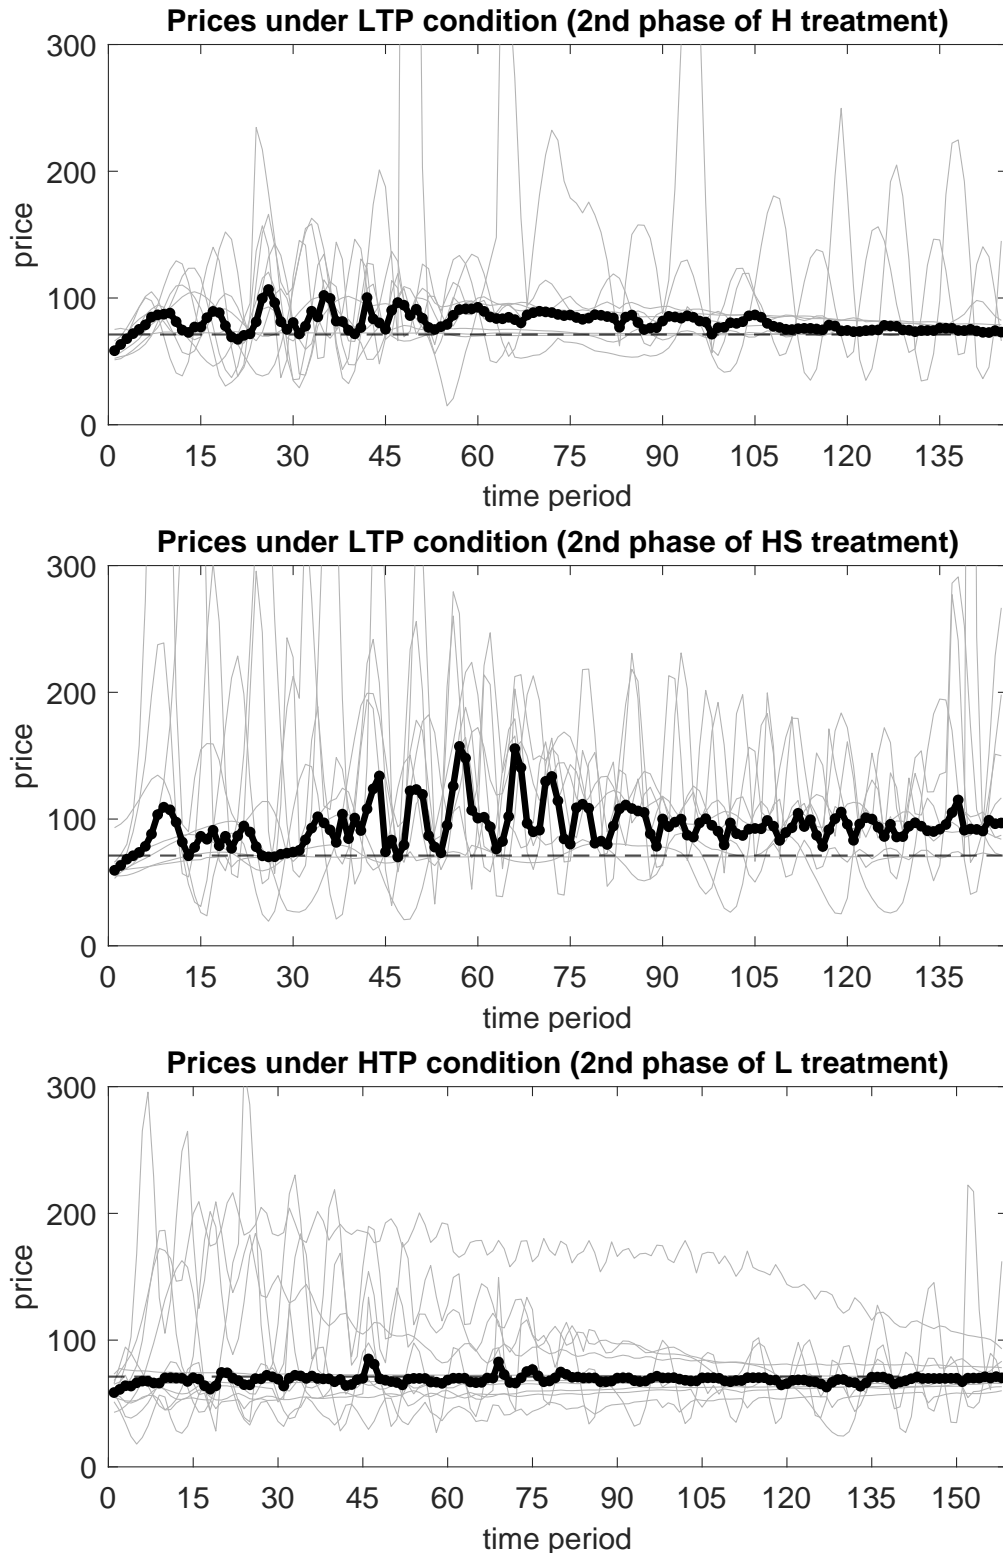 Prices under LTP condition (2nd phase of H treatment)
300
200
100
0
price
0 15 30 45 60 75 90 105 120 135
time period
Prices under LTP condition (2nd phase of HS treatment)
300
200
100
0
price
0 15 30 45 60 75 90 105 120 135
time period
Prices under HTP condition (2nd phase of L treatment)
300
200
100
0
price
0 15 30 45 60 75 90 105 120 135 150
time period